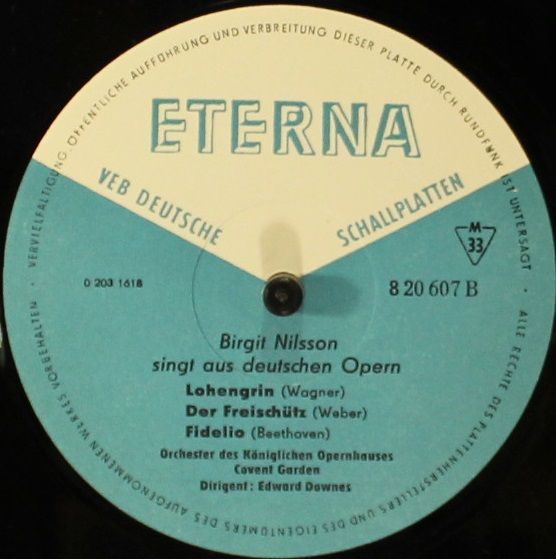 VERVIELFÄLTIGUNG, ÖFFENTLICHE AUFFÜHRUNG UND VERBREITUNG DIESER PLATTE DURCH RUNDFUNK IST UNTERSAGT · ALLE RECHTE DES PLATTENHERSTELLERS UND DES EIGENTÜMERS DES AUFGENOMMENEN WERKES VORBEHALTEN ·
ETERNA
VEB DEUTSCHE SCHALLPLATTEN
M
33
0 203 1618
8 20 607 B
Birgit Nilsson
singt aus deutschen Opern
Lohengrin (Wagner)
Der Freischütz (Weber)
Fidelio (Beethoven)
Orchester des Königlichen Opernhauses
Covent Garden
Dirigent: Edward Downes